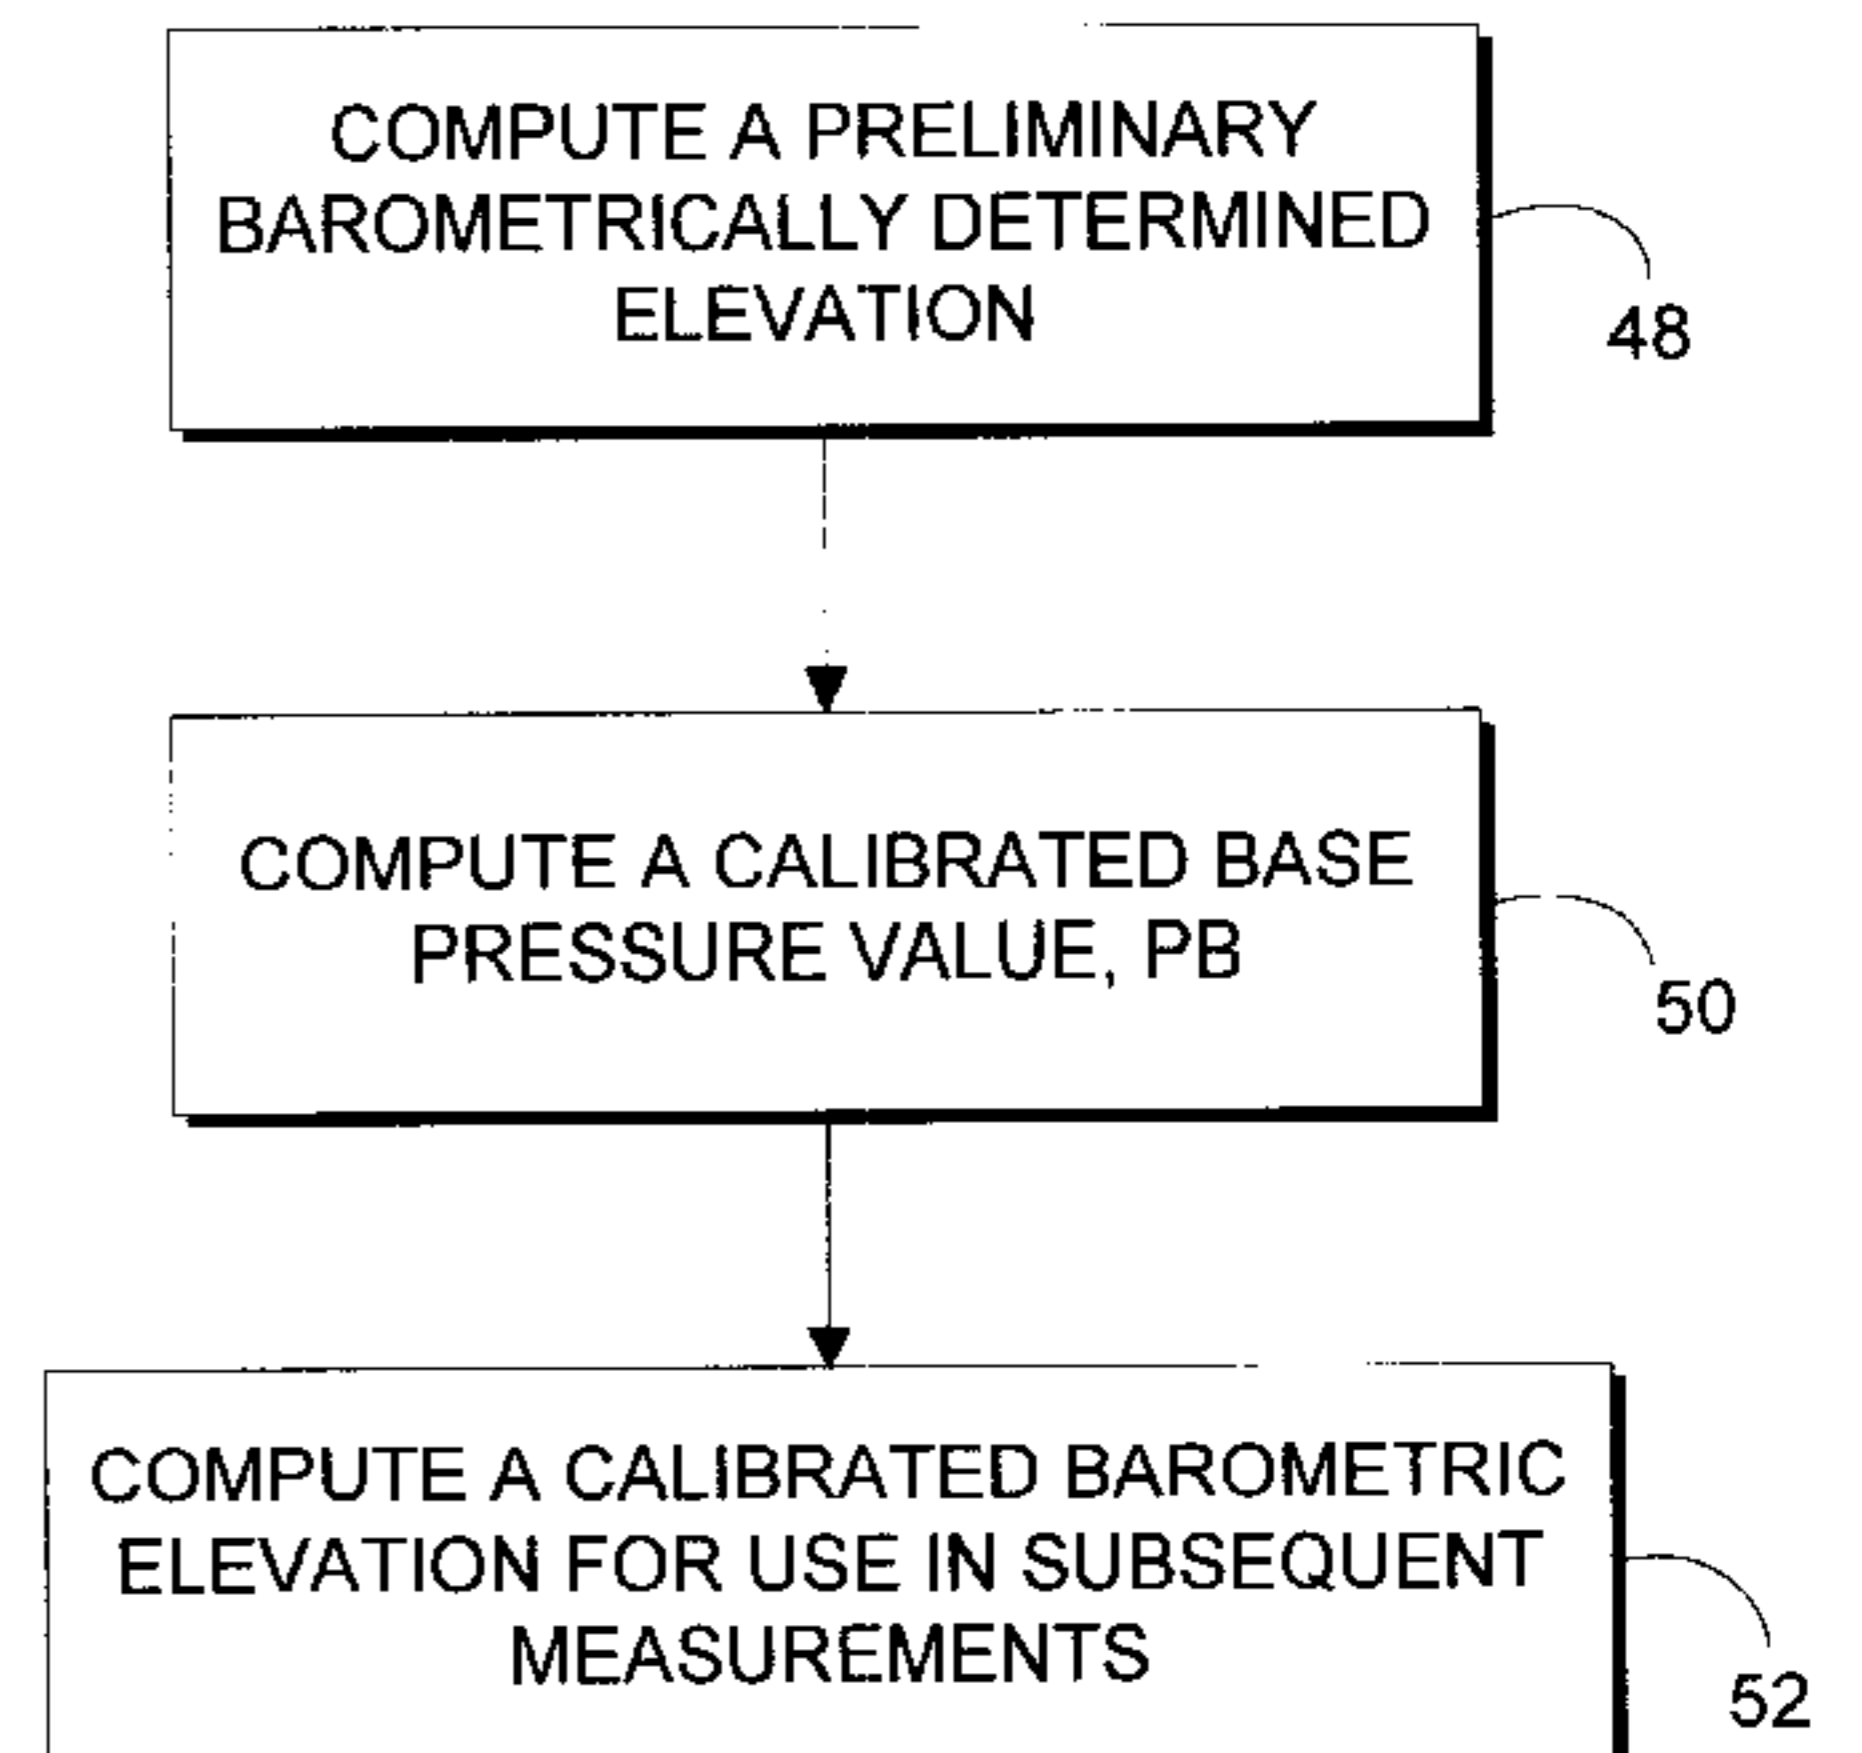 COMPUTE A PRELIMINARY
BAROMETRICALLY DETERMINED
ELEVATION
48
COMPUTE A CALIBRATED BASE
PRESSURE VALUE, PB
50
COMPUTE A CALIBRATED BAROMETRIC
ELEVATION FOR USE IN SUBSEQUENT
MEASUREMENTS
52